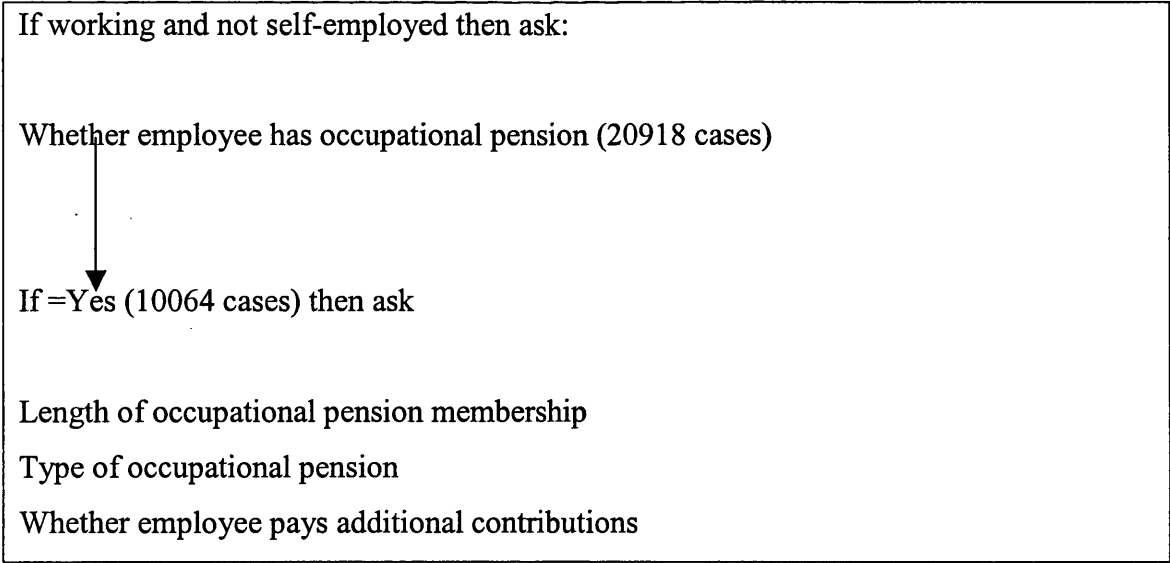 If working and not self-employed then ask:
Whether employee has occupational pension (20918 cases)
If =Yes (10064 cases) then ask
Length of occupational pension membership
Type of occupational pension
Whether employee pays additional contributions